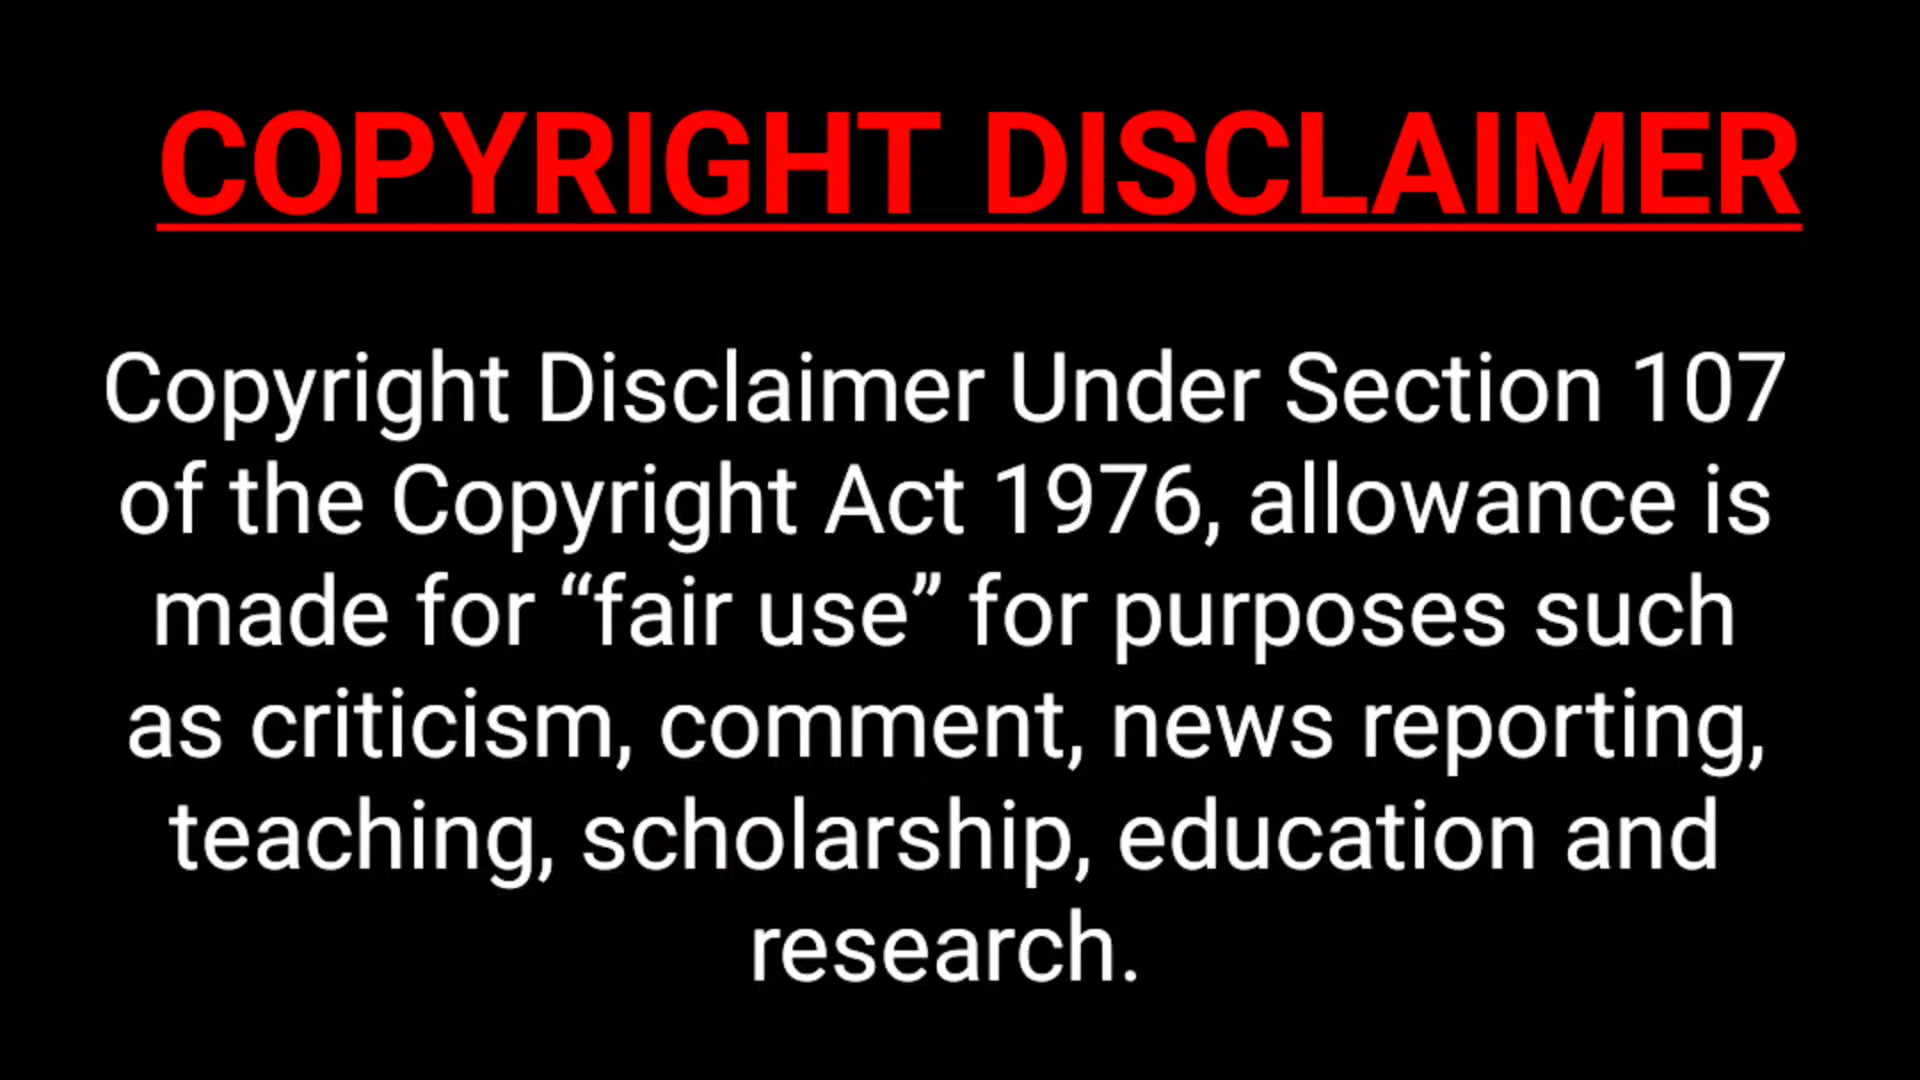 COPYRIGHT DISCLAIMER
Copyright Disclaimer Under Section 107
of the Copyright Act 1976, allowance is
made for “fair use” for purposes such
as criticism, comment, news reporting,
teaching, scholarship, education and
research.